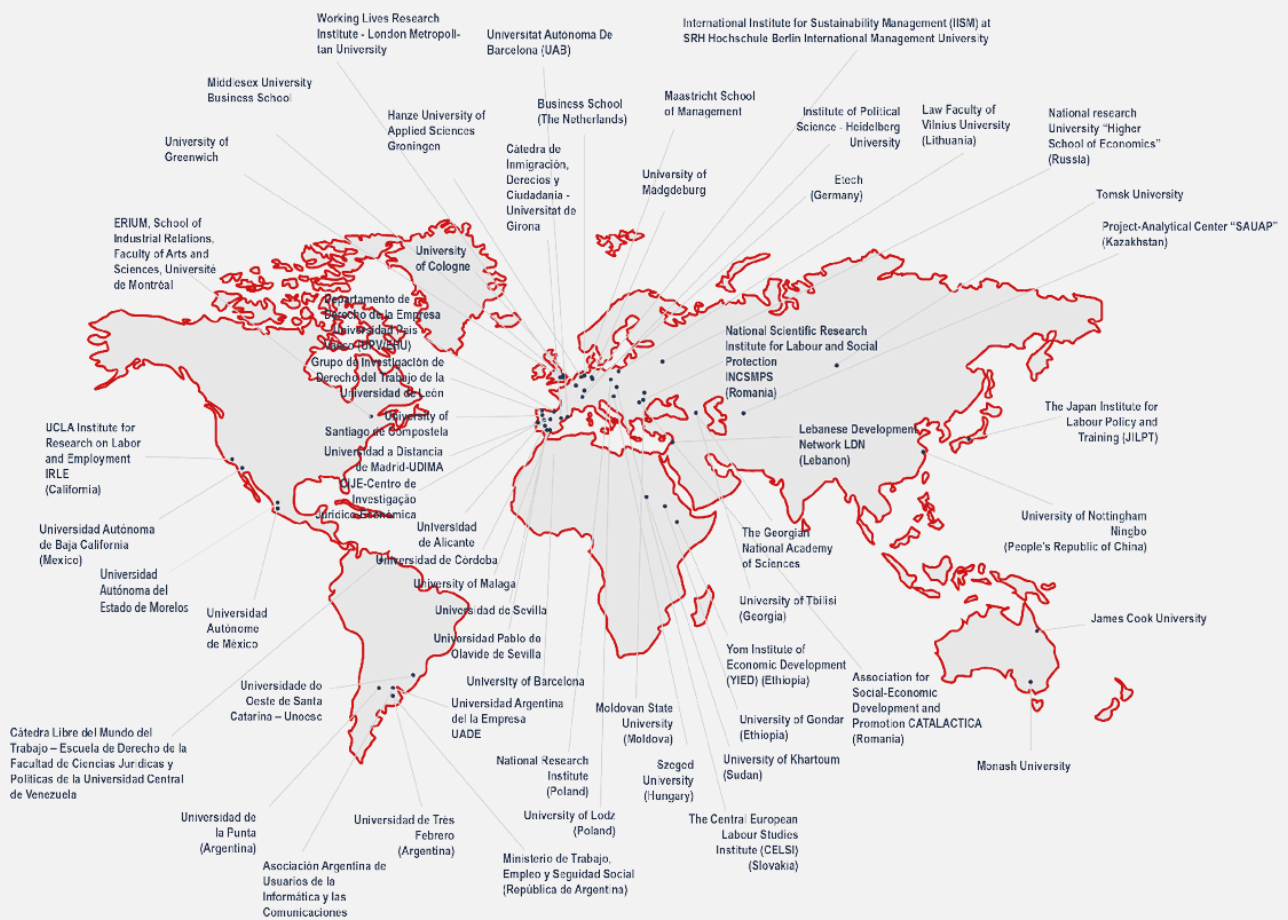 Working Lives Research
Institute - London Metropoli-
tan University
Universitat Autònoma De
Barcelona (UAB)
International Institute for Sustainability Management (IISM) at
SRH Hochschule Berlin International Management University
Middlesex University
Business School
Hanze University of
Applied Sciences
Groningen
Business School
(The Netherlands)
Maastricht School
of Management
Institute of Political
Science - Heidelberg
University
Law Faculty of
Vilnius University
(Lithuania)
National research
University “Higher
School of Economics”
(Russia)
University of
Greenwich
Cátedra de
Inmigración,
Derecios y
Ciudadanía -
Universitat de
Girona
University of
Madgdeburg
Etech
(Germany)
Tomsk University
ERIUM, School of
Industrial Relations,
Faculty of Arts and
Sciences, Université
de Montréal
University
of Cologne
Project-Analytical Center “SAUAP”
(Kazakhstan)
Departamento de
Derecho de la Empresa
Universidad País
Vasco (UPV/EHU)
Grupo de Investigación de
Derecho del Trabajo de la
Universidad de León
National Scientific Research
Institute for Labour and Social
Protection
INCSMPS
(Romania)
University of
Santiago de Compostela
UCLA Institute for
Research on Labor
and Employment
IRLE
(California)
Lebanese Development
Network LDN
(Lebanon)
The Japan Institute for
Labour Policy and
Training (JILPT)
Universidad a Distancia
de Madrid-UDIMA
CIJE-Centro de
Investigação
Jurídico-Económica
Universidad Autónoma
de Baja California
(Mexico)
Universidad
de Alicante
University of Nottingham
Ningbo
(People's Republic of China)
Universidad
Autónoma del
Estado de Morelos
Universidad de Córdoba
The Georgian
National Academy
of Sciences
University of Malaga
Universidad
Autónome
de México
Universidad de Sevilla
University of Tbilisi
(Georgia)
James Cook University
Universidad Pablo de
Olavide de Sevilla
Yom Institute of
Economic Development
(YIED) (Ethiopia)
Universidade do
Oeste de Santa
Catarina – Unoesc
University of Barcelona
Association for
Social-Economic
Development and
Promotion CATALACTICA
(Romania)
Universidad Argentina
del la Empresa
UADE
Moldovan State
University
(Moldova)
University of Gondar
(Ethiopia)
Cátedra Libre del Mundo del
Trabajo – Escuela de Derecho de la
Facultad de Ciencias Jurídicas y
Políticas de la Universidad Central
de Venezuela
National Research
Institute
(Poland)
Szeged
University
(Hungary)
University of Khartoum
(Sudan)
Monash University
Universidad de
la Punta
(Argentina)
Universidad de Très
Febrero
(Argentina)
University of Lodz
(Poland)
The Central European
Labour Studies
Institute (CELSI)
(Slovakia)
Asociación Argentina de
Usuarios de la
Informática y las
Comunicaciones
Ministerio de Trabajo,
Empleo y Seguidad Social
(República de Argentina)